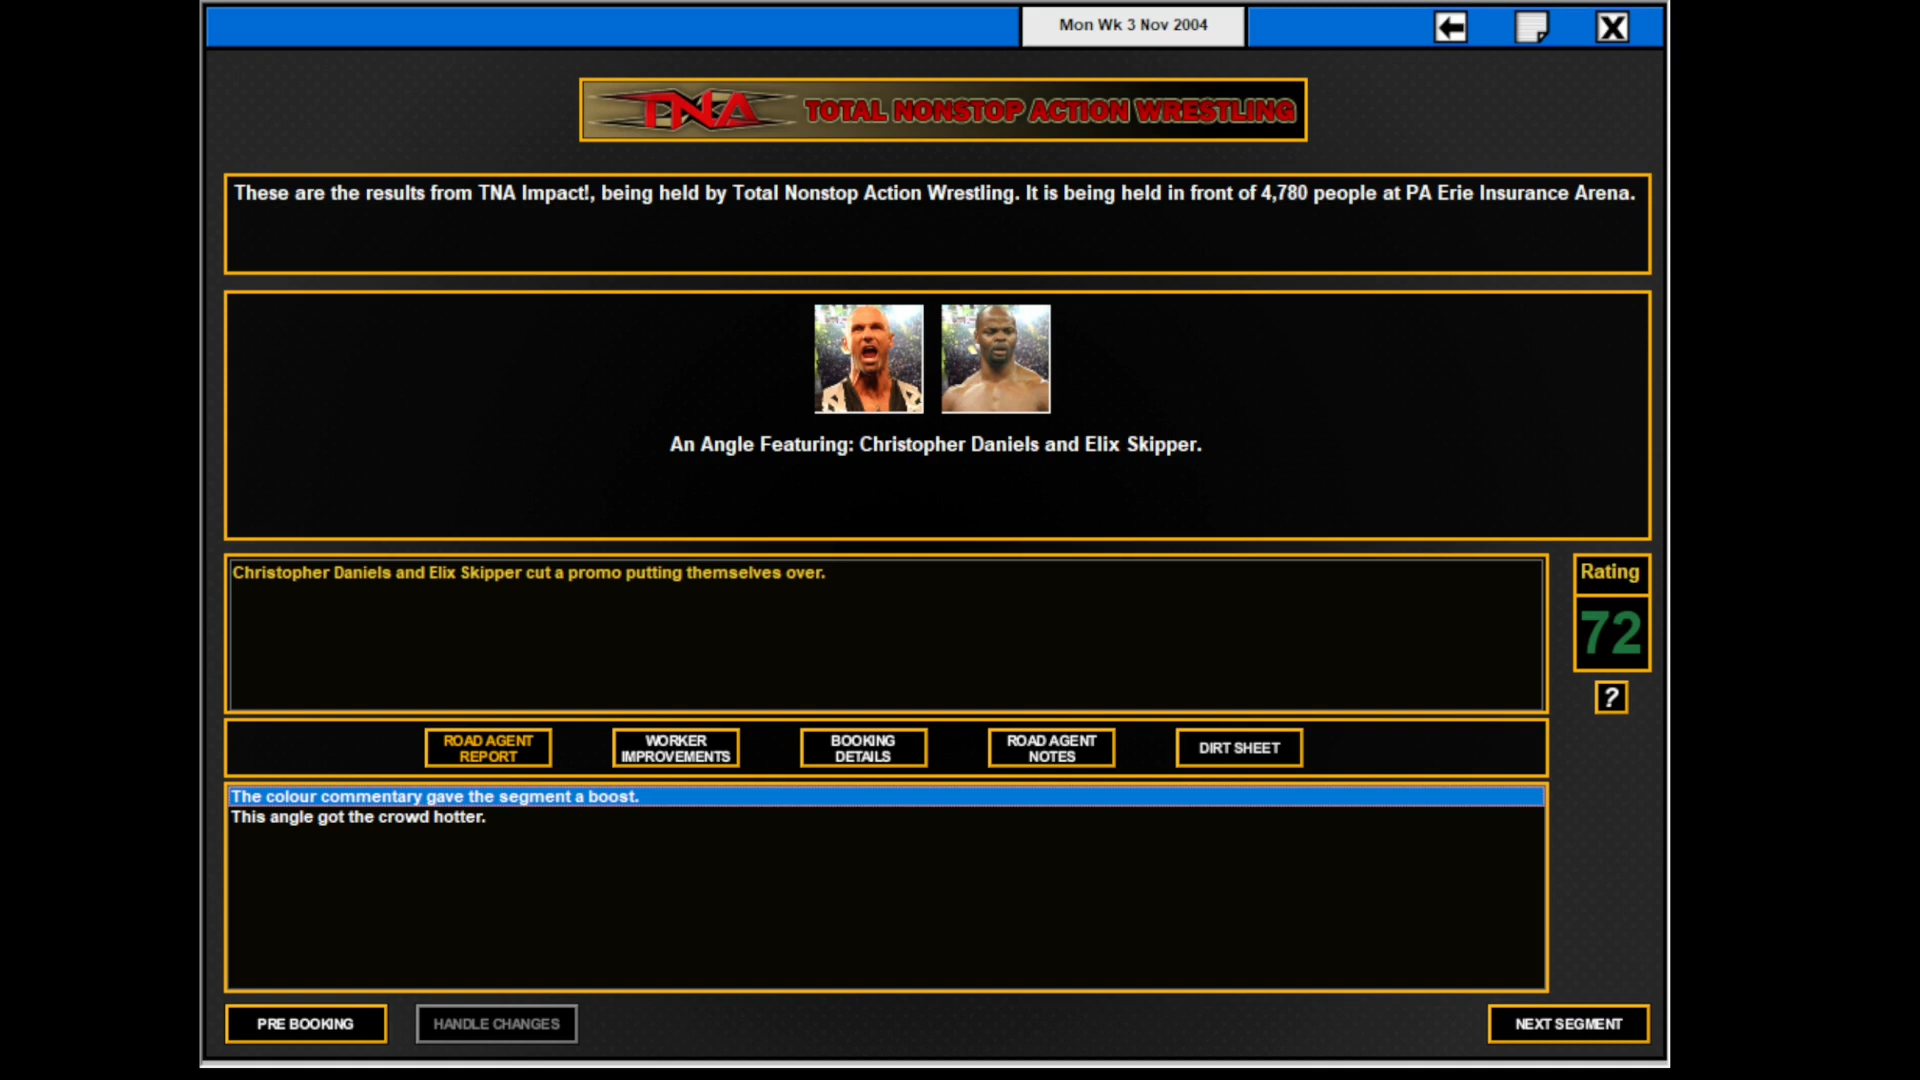 Mon Wk 3 Nov 2004
TNA TOTAL NONSTOP ACTION WRESTLING
These are the results from TNA Impact!, being held by Total Nonstop Action Wrestling. It is being held in front of 4,780 people at PA Erie Insurance Arena.
An Angle Featuring: Christopher Daniels and Elix Skipper.
Christopher Daniels and Elix Skipper cut a promo putting themselves over.
Rating
72
?
ROAD AGENT
REPORT
WORKER
IMPROVEMENTS
BOOKING
DETAILS
ROAD AGENT
NOTES
DIRT SHEET
The colour commentary gave the segment a boost.
This angle got the crowd hotter.
PRE BOOKING
HANDLE CHANGES
NEXT SEGMENT